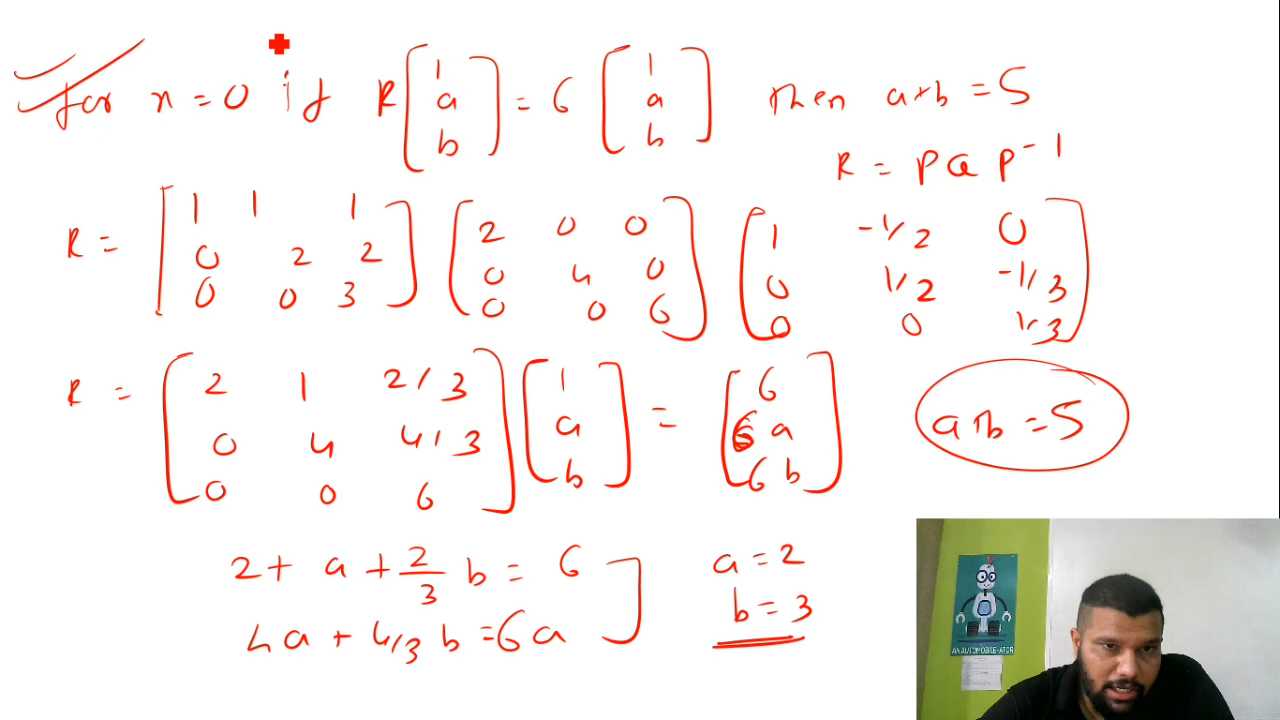 For x = 0 if R [1 a b] = 6 [1 a b] then a+b = 5
R = P Q P⁻¹
R = [1 1 1 / 0 2 2 / 0 0 3] [2 0 0 / 0 4 0 / 0 0 6] [1 -1/2 0 / 0 1/2 -1/3 / 0 0 1/3]
R = [2 1 2/3 / 0 4 4/3 / 0 0 6] [1 a b] = [6 6a 6b]
a+b = 5
2 + a + 2/3 b = 6
a = 2
4a + 4/3 b = 6a
b = 3
AN AUTOMOBILE-ATOR